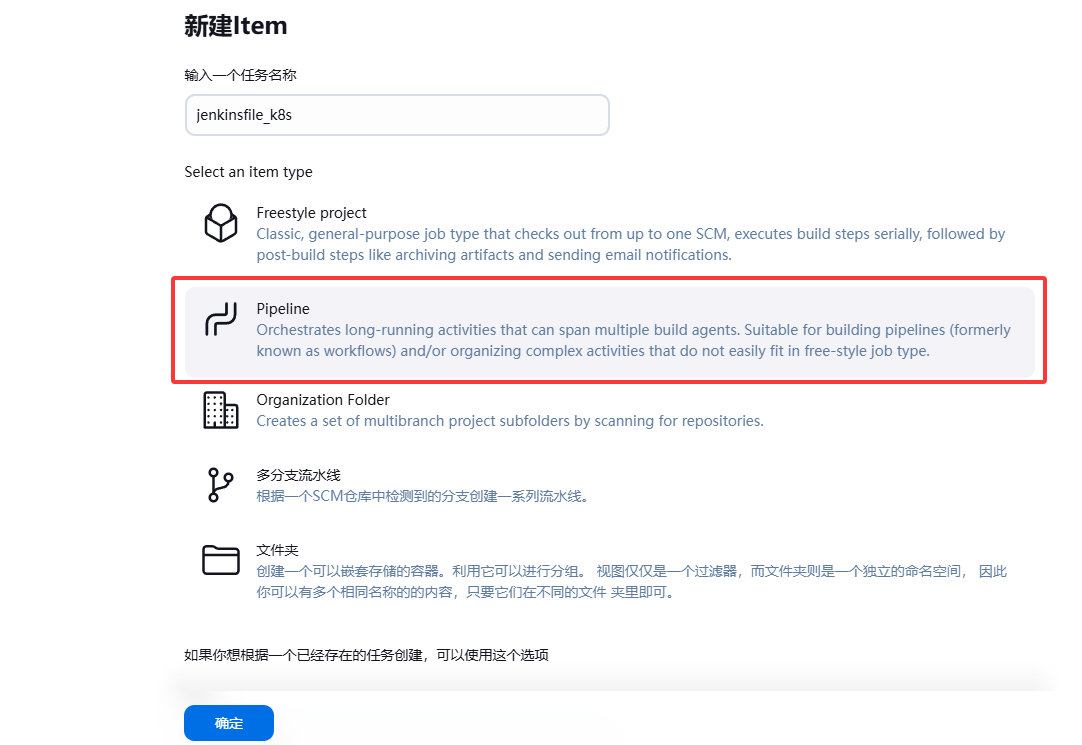 新建Item
输入一个任务名称
jenkinsfile_k8s
Select an item type
Freestyle project
Classic, general-purpose job type that checks out from up to one SCM, executes build steps serially, followed by
post-build steps like archiving artifacts and sending email notifications.
Pipeline
Orchestrates long-running activities that can span multiple build agents. Suitable for building pipelines (formerly
known as workflows) and/or organizing complex activities that do not easily fit in free-style job type.
Organization Folder
Creates a set of multibranch project subfolders by scanning for repositories.
多分支流水线
根据一个SCM仓库中检测到的分支创建一系列流水线。
文件夹
创建一个可以嵌套存储的容器。利用它可以进行分组。 视图仅仅是一个过滤器，而文件夹则是一个独立的命名空间， 因此
你可以有多个相同名称的的内容，只要它们在不同的文件 夹里即可。
如果你想根据一个已经存在的任务创建，可以使用这个选项
确定